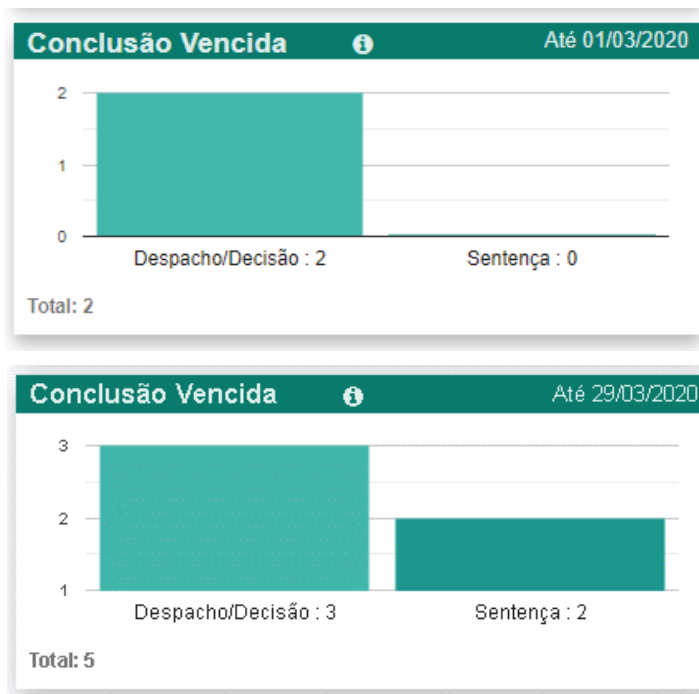 Conclusão Vencida Até 01/03/2020
2
1
0
Despacho/Decisão : 2 Sentença : 0
Total: 2
Conclusão Vencida Até 29/03/2020
3
2
1
Despacho/Decisão : 3 Sentença : 2
Total: 5